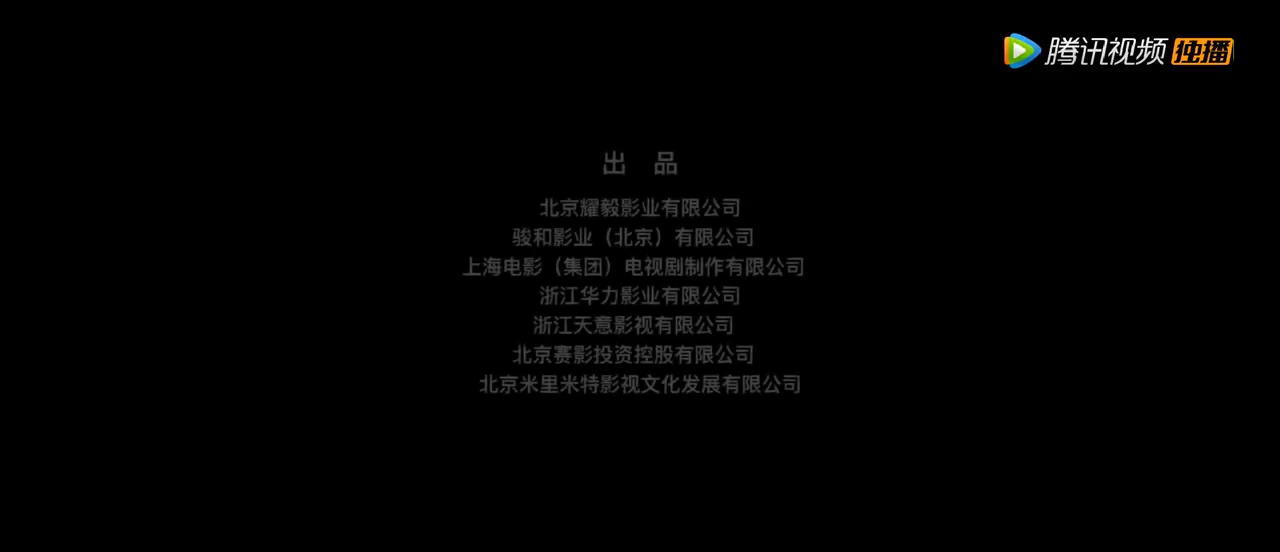 腾讯视频 独播
出 品
北京耀毅影业有限公司
骏和影业（北京）有限公司
上海电影（集团）电视剧制作有限公司
浙江华力影业有限公司
浙江天意影视有限公司
北京赛影投资控股有限公司
北京米里米特影视文化发展有限公司